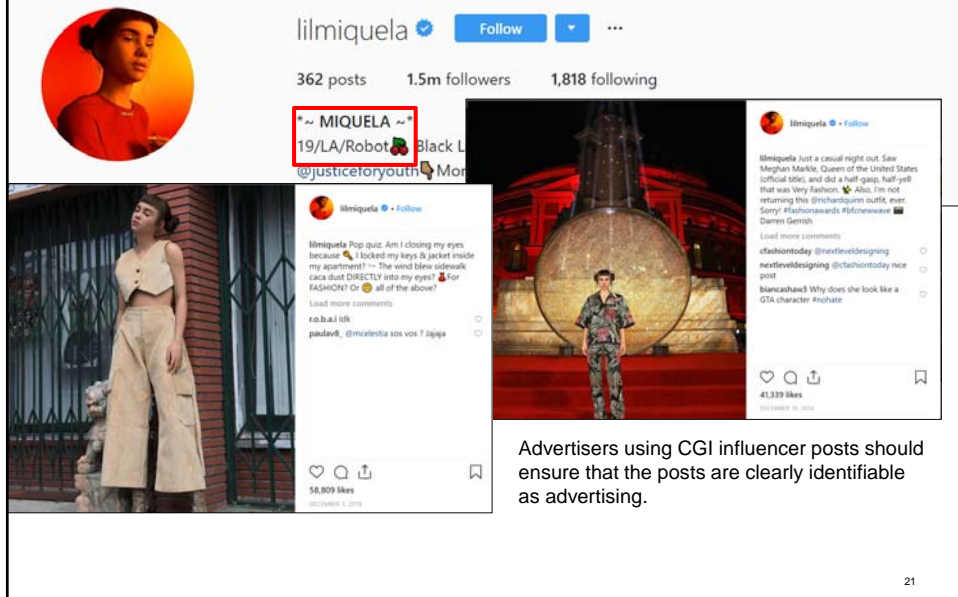 lilmiquela Follow ...
362 posts 1.5m followers 1,818 following
*~ MIQUELA ~*
19/LA/Robot🍒 Black L
@justiceforyouth👇🏽Mor
lilmiquela • Follow
lilmiquela Just a casual night out. Saw
Meghan Markle, Queen of the United States
(official title), and did a half-gasp, half-yell
that was Very Fashion. Also, I'm not
returning this @richardquinn outfit, ever.
Sorry! #fashionawards #bfcnewwave 📷
Darren Gerrish
Load more comments
cfashiontoday @nextleveldesigning
nextleveldesigning @cfashiontoday nice
post
biancashaw3 Why does she look like a
GTA character #nohate
41,339 likes
DECEMBER 10, 2018
lilmiquela • Follow
lilmiquela Pop quiz. Am I closing my eyes
because 🔑 I locked my keys & jacket inside
my apartment? The wind blew sidewalk
caca dust DIRECTLY into my eyes? For
FASHION? Or all of the above?
Load more comments
r.o.b.a.i Idk
paulav8_ @mcelestia sos vos ? Jajaja
58,809 likes
DECEMBER 3, 2018
Advertisers using CGI influencer posts should
ensure that the posts are clearly identifiable
as advertising.
21